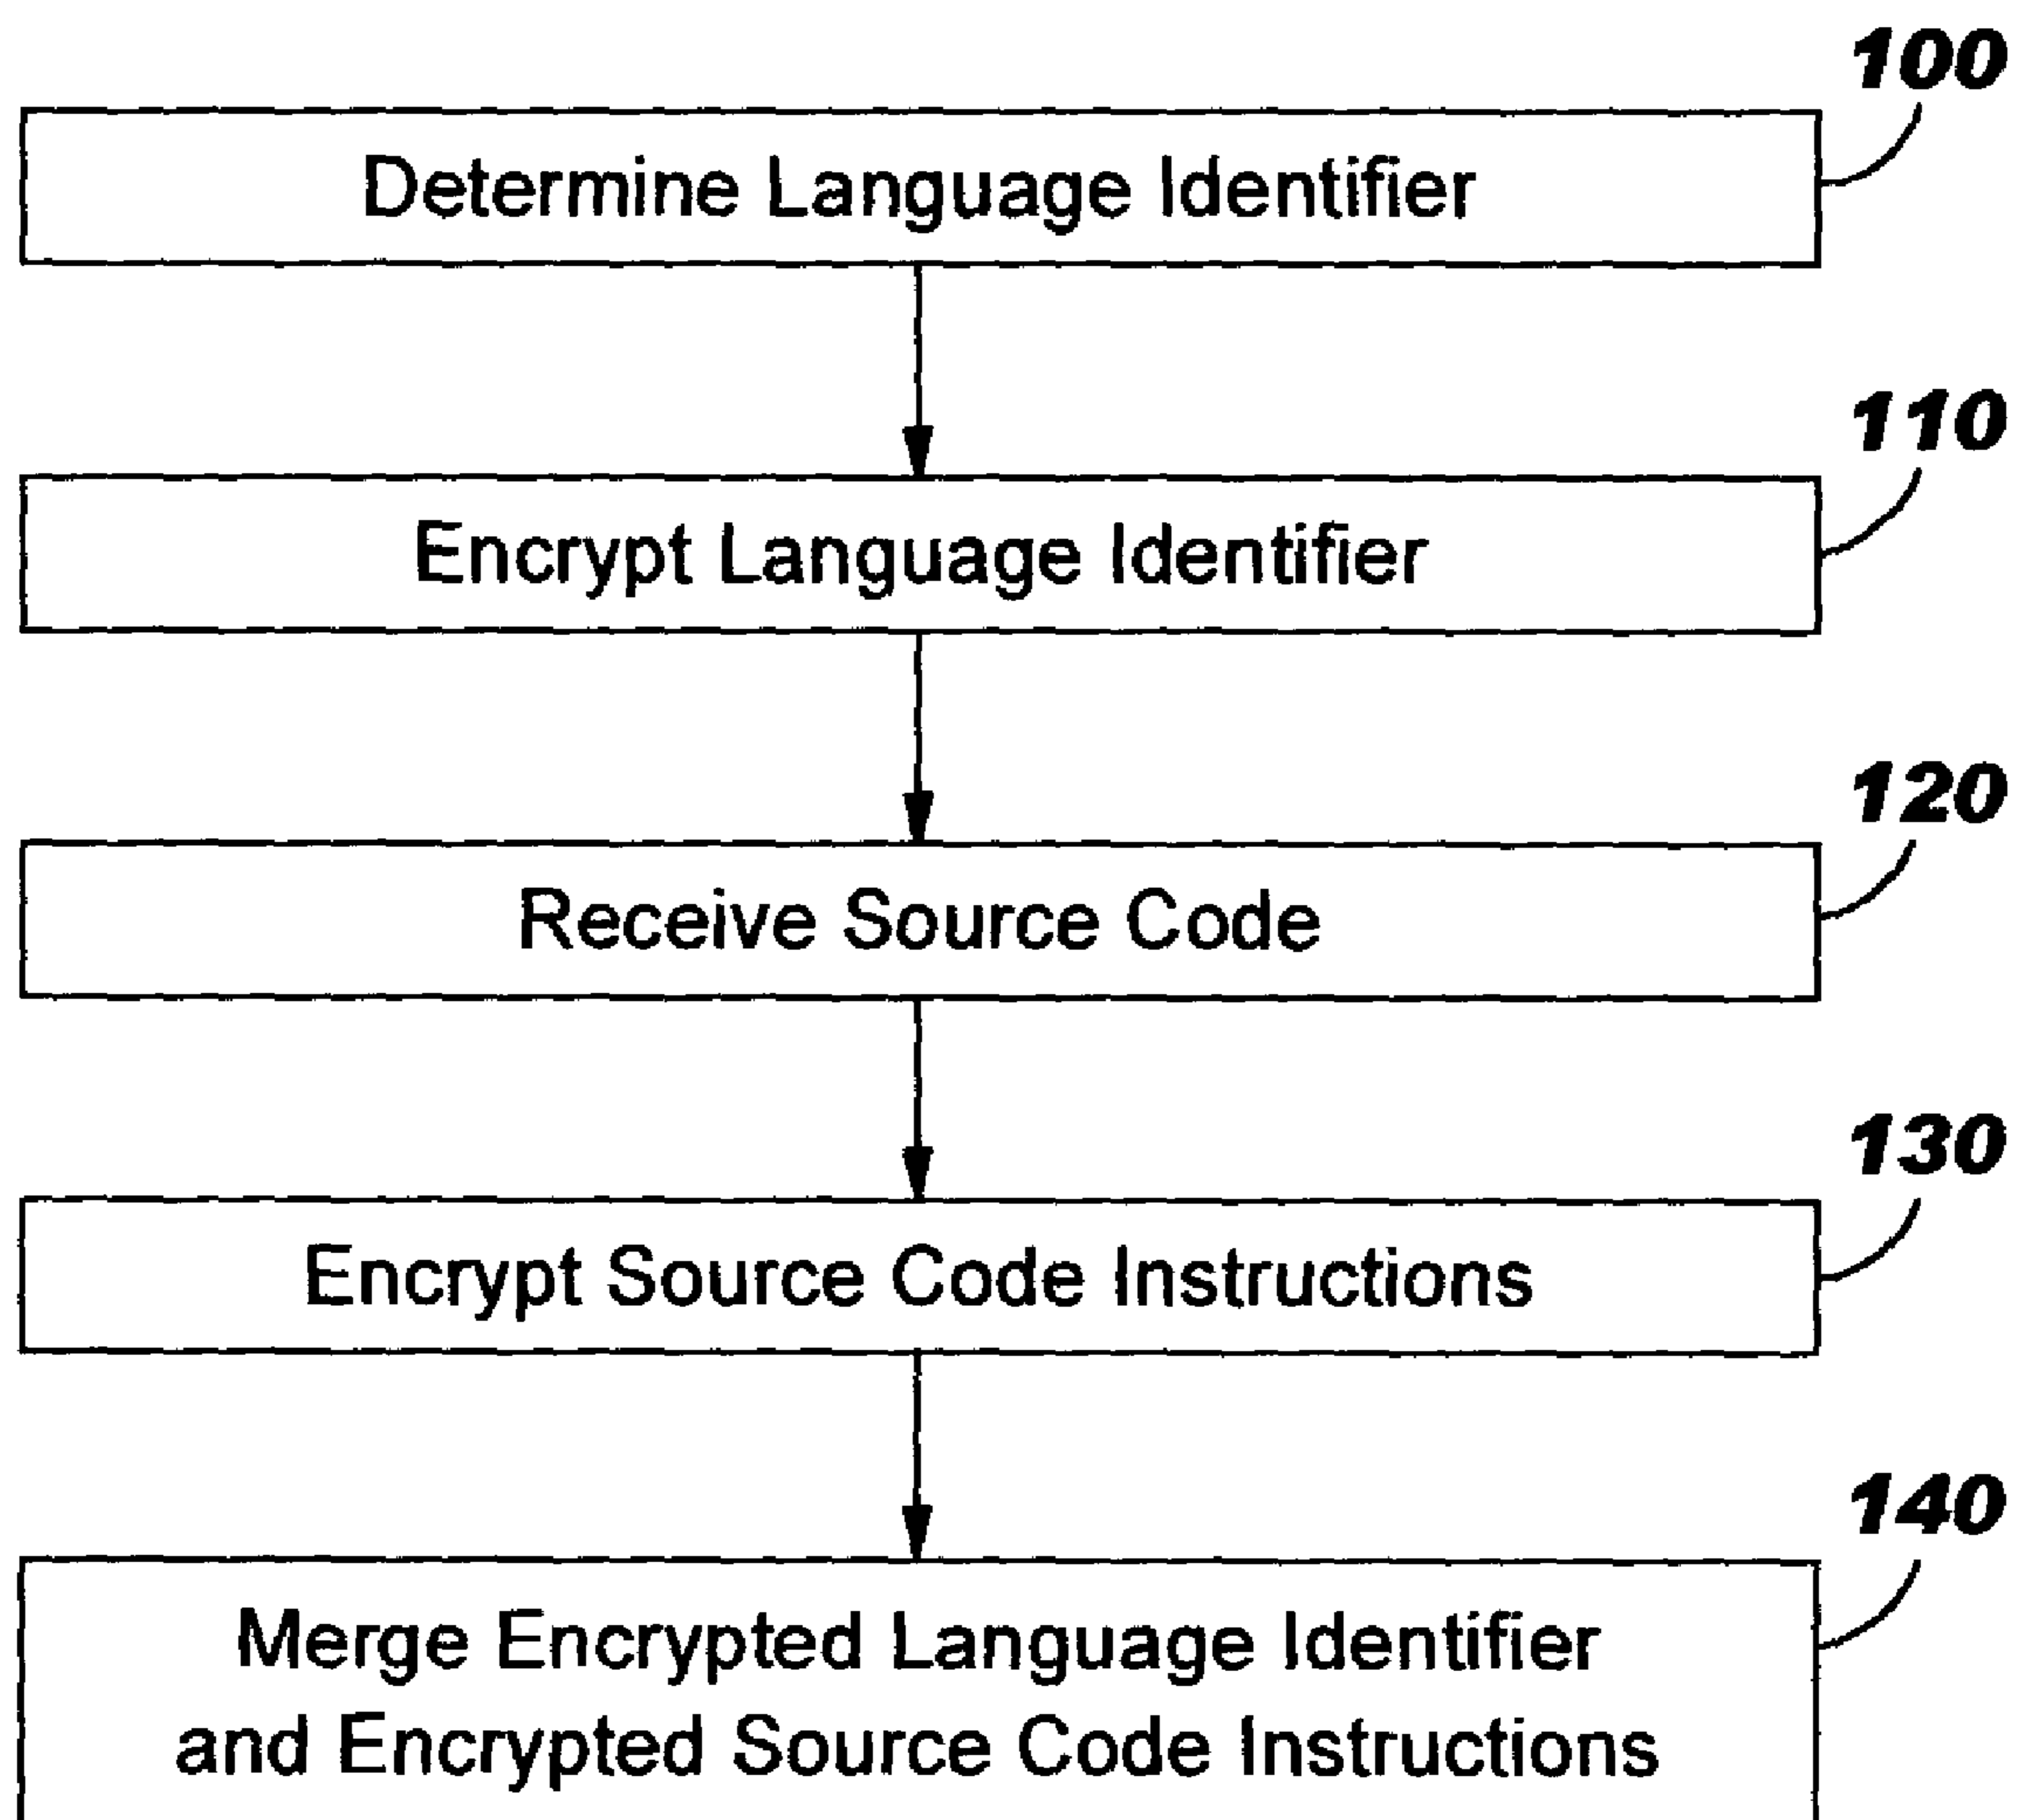 100
Determine Language Identifier
110
Encrypt Language Identifier
120
Receive Source Code
130
Encrypt Source Code Instructions
140
Merge Encrypted Language Identifier
and Encrypted Source Code Instructions